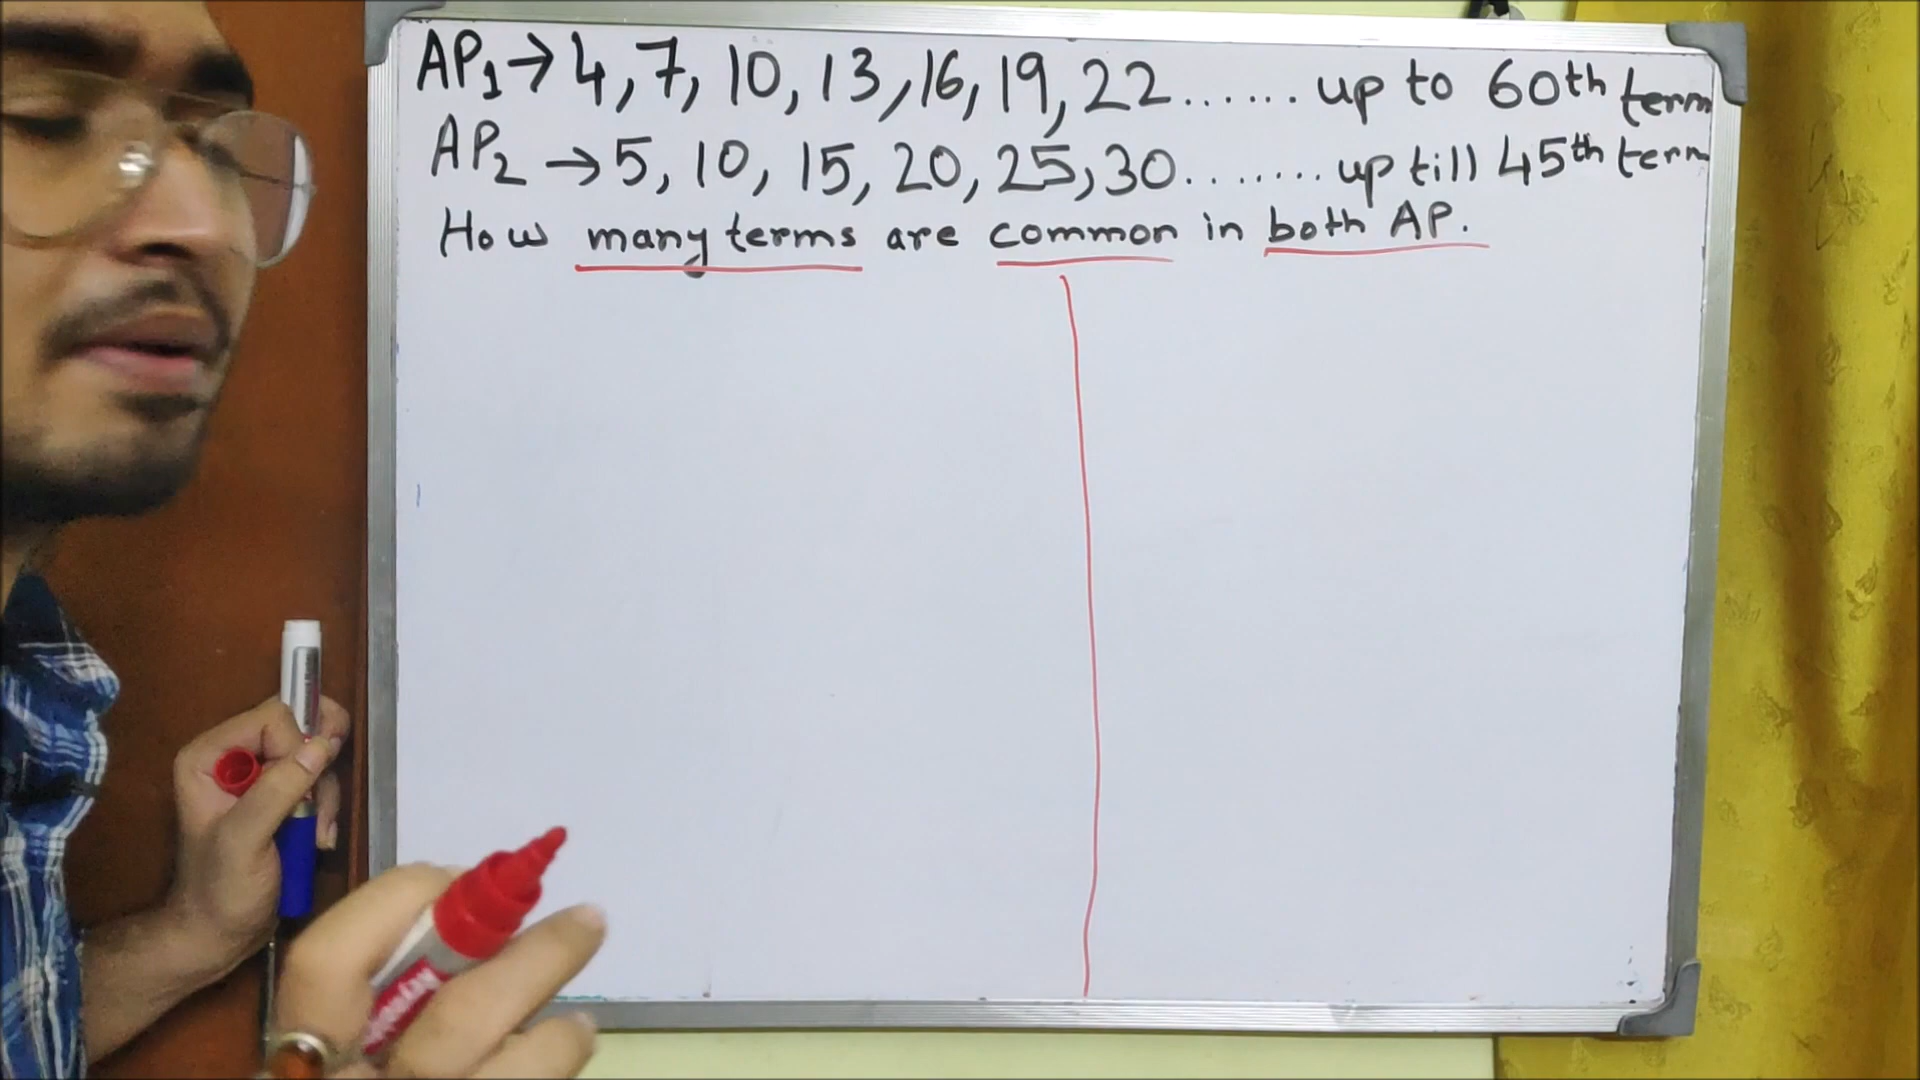 AP₁→4,7,10,13,16,19,22...... up to 60th term
AP₂→5,10,15,20,25,30....... up till 45th term
How many terms are common in both AP.